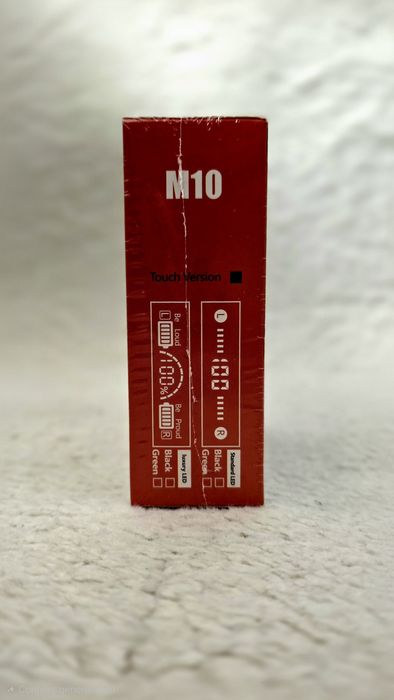 M10
Touch Version
L
Be Loud
100%
Be Proud
R
luxury LED
Black
Green
L
100
R
Standard LED
Black
Green